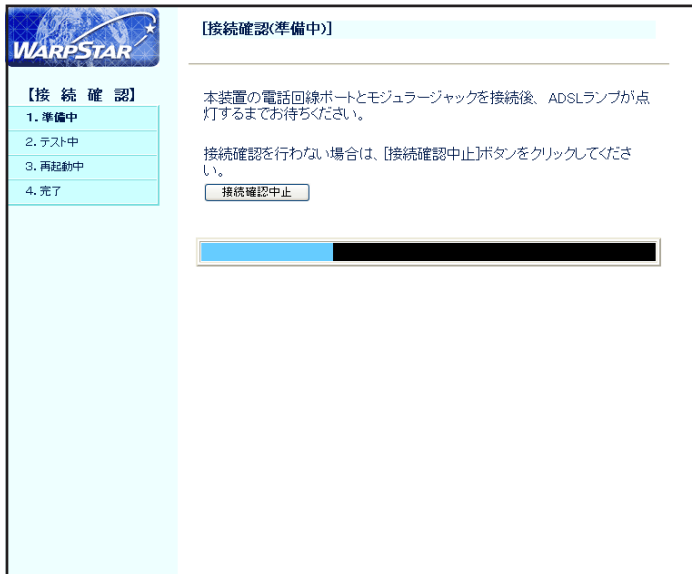 WARPSTAR
【接 続 確 認】
1. 準備中
2. テスト中
3. 再起動中
4. 完了
[接続確認(準備中)]
本装置の電話回線ポートとモジュラージャックを接続後、ADSLランプが点
灯するまでお待ちください。
接続確認を行わない場合は、[接続確認中止]ボタンをクリックしてくださ
い。
接続確認中止